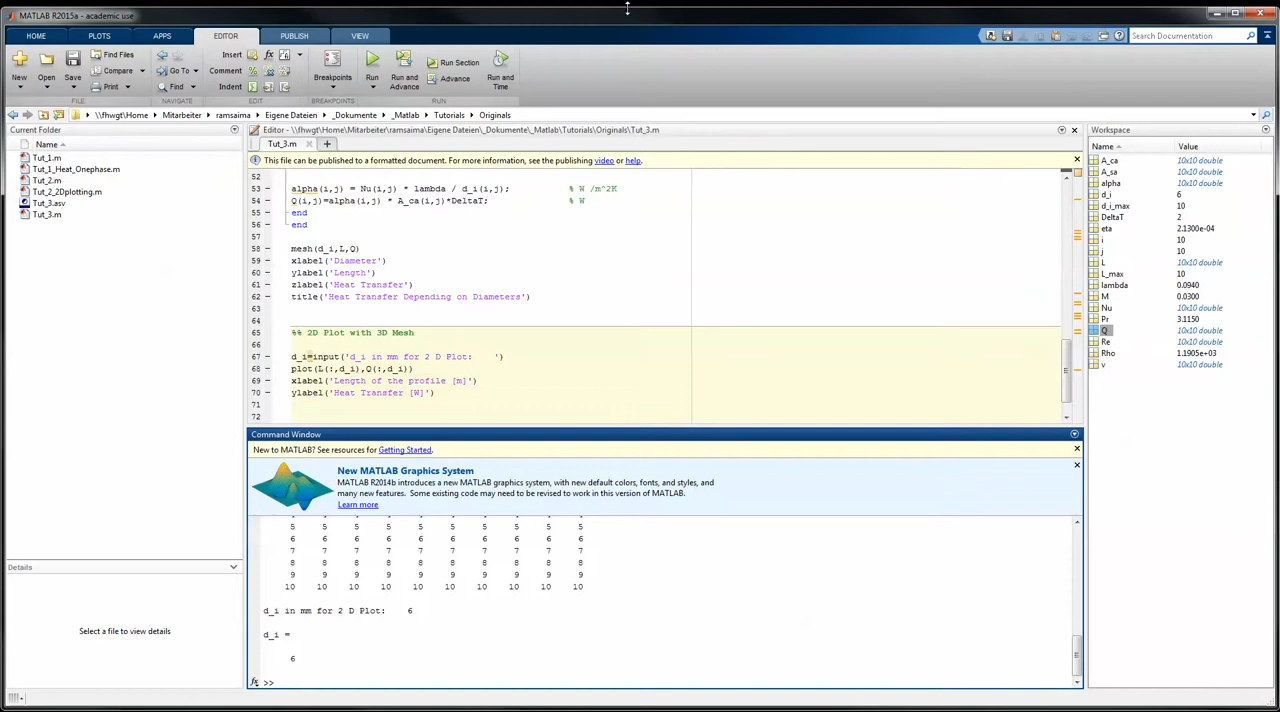 MATLAB R2015a - academic use
HOME PLOTS APPS EDITOR PUBLISH VIEW
Search Documentation
New Open Save
Find Files
Compare
Print
Go To
Find
Insert
Comment
Indent
Breakpoints
Run
Run and Advance
Run Section
Advance
Run and Time
FILE NAVIGATE EDIT BREAKPOINTS RUN
\\fhwgt\Home Mitarbeiter ramsaima Eigene Dateien _Dokumente _Matlab Tutorials Originals
Current Folder
Name
Tut_1.m
Tut_1_Heat_Onephase.m
Tut_2.m
Tut_2_2Dplotting.m
Tut_3.asv
Tut_3.m
Details
Select a file to view details
Editor - \\fhwgt\Home\Mitarbeiter\ramsaima\Eigene Dateien\_Dokumente\_Matlab\Tutorials\Originals\Tut_3.m
Tut_3.m
This file can be published to a formatted document. For more information, see the publishing video or help.
52
53 alpha(i,j) = Nu(i,j) * lambda / d_i(i,j); % W /m^2K
54 Q(i,j)=alpha(i,j) * A_ca(i,j)*DeltaT; % W
55 end
56 end
57
58 mesh(d_i,L,Q)
59 xlabel('Diameter')
60 ylabel('Length')
61 zlabel('Heat Transfer')
62 title('Heat Transfer Depending on Diameters')
63
64
65 %% 2D Plot with 3D Mesh
66
67 d_i=input('d_i in mm for 2 D Plot: ')
68 plot(L(:,d_i),Q(:,d_i))
69 xlabel('Length of the profile [m]')
70 ylabel('Heat Transfer [W]')
71
72
Command Window
New to MATLAB? See resources for Getting Started.
New MATLAB Graphics System
MATLAB R2014b introduces a new MATLAB graphics system, with new default colors, fonts, and styles, and
many new features. Some existing code may need to be revised to work in this version of MATLAB.
Learn more
5 5 5 5 5 5 5 5 5 5
6 6 6 6 6 6 6 6 6 6
7 7 7 7 7 7 7 7 7 7
8 8 8 8 8 8 8 8 8 8
9 9 9 9 9 9 9 9 9 9
10 10 10 10 10 10 10 10 10 10
d_i in mm for 2 D Plot: 6
d_i =
6
fx >>
Workspace
Name Value
A_ca 10x10 double
A_sa 10x10 double
alpha 10x10 double
d_i 6
d_i_max 10
DeltaT 2
eta 2.1300e-04
i 10
j 10
L 10x10 double
L_max 10
lambda 0.0940
M 0.0300
Nu 10x10 double
Pr 3.1150
Q 10x10 double
Re 10x10 double
Rho 1.1905e+03
v 10x10 double